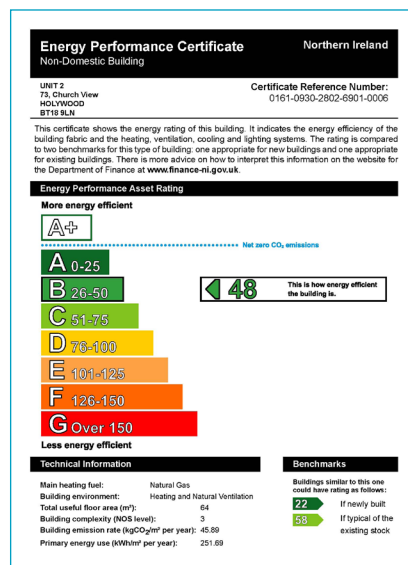 Energy Performance Certificate
Non-Domestic Building
Northern Ireland
UNIT 2
73, Church View
HOLYWOOD
BT18 9LN
Certificate Reference Number:
0161-0930-2802-6901-0006
This certificate shows the energy rating of this building. It indicates the energy efficiency of the
building fabric and the heating, ventilation, cooling and lighting systems. The rating is compared
to two benchmarks for this type of building: one appropriate for new buildings and one appropriate
for existing buildings. There is more advice on how to interpret this information on the website for
the Department of Finance at www.finance-ni.gov.uk.
Energy Performance Asset Rating
More energy efficient
A+
Net zero CO₂ emissions
A 0-25
B 26-50
48
This is how energy efficient
the building is.
C 51-75
D 76-100
E 101-125
F 126-150
G Over 150
Less energy efficient
Technical Information
Main heating fuel: Natural Gas
Building environment: Heating and Natural Ventilation
Total useful floor area (m²): 64
Building complexity (NOS level): 3
Building emission rate (kgCO₂/m² per year): 45.89
Primary energy use (kWh/m² per year): 251.69
Benchmarks
Buildings similar to this one
could have rating as follows:
22 If newly built
58 If typical of the
existing stock